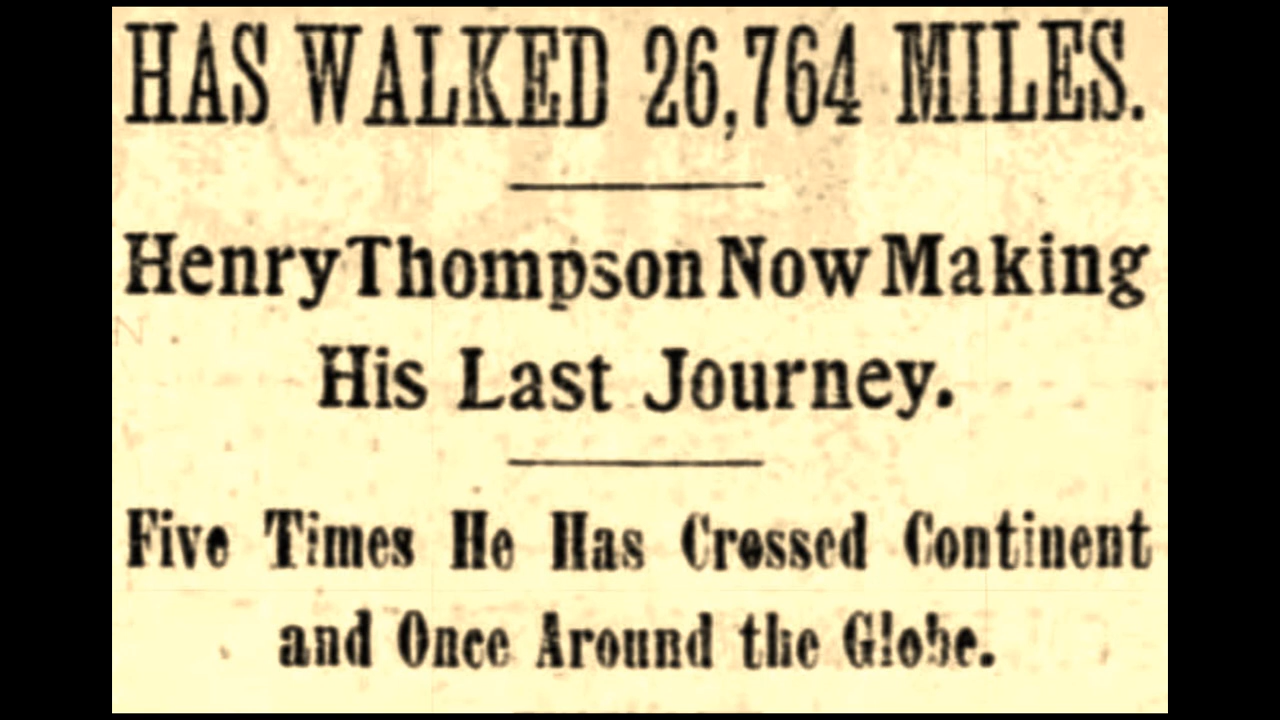 HAS WALKED 26,764 MILES.
Henry Thompson Now Making
His Last Journey.
Five Times He Has Crossed Continent
and Once Around the Globe.